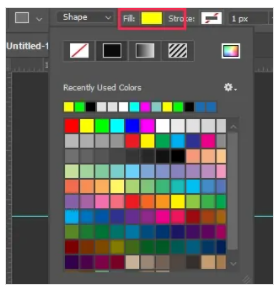 Shape Fill: Stroke: 1 px
Untitled-1
Recently Used Colors